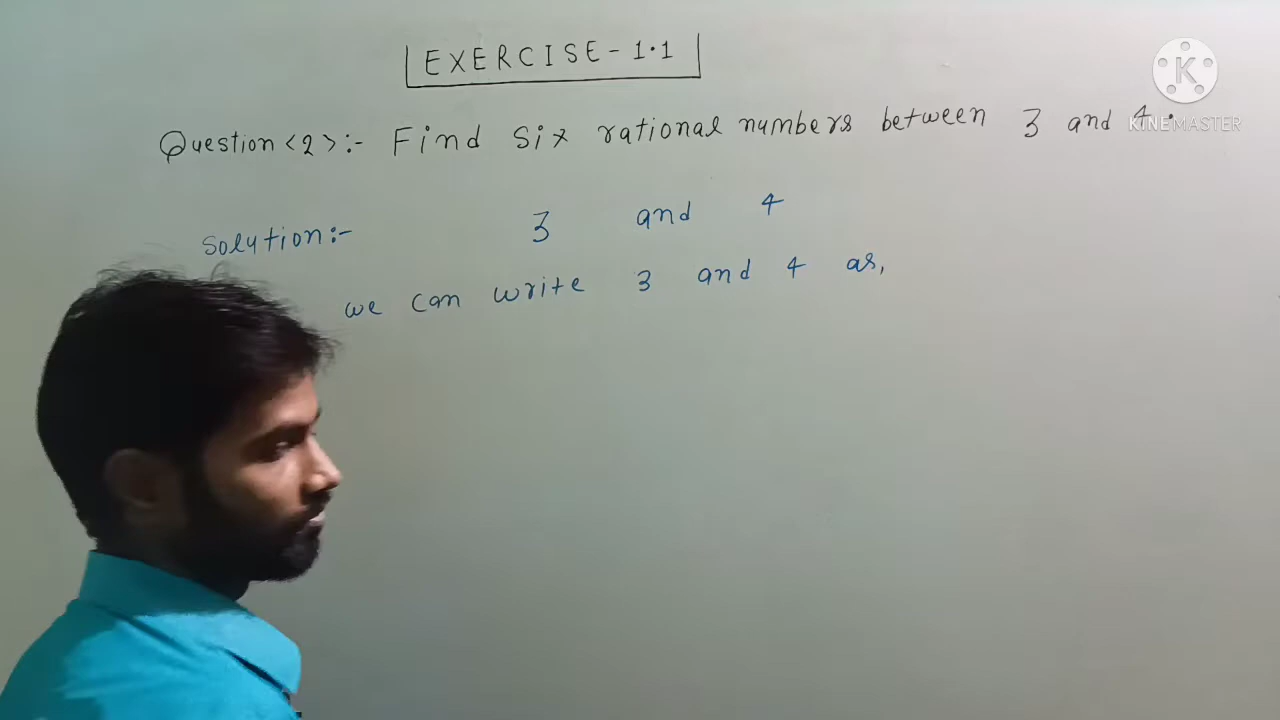 EXERCISE-1.1
K
KINEMASTER
Question<2>:- Find six rational numbers between 3 and 4.
Solution:- 3 and 4
we can write 3 and 4 as,